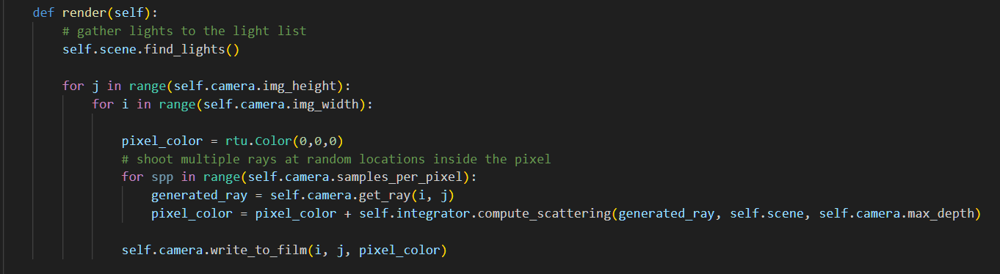 def render(self):
    # gather lights to the light list
    self.scene.find_lights()

    for j in range(self.camera.img_height):
        for i in range(self.camera.img_width):

            pixel_color = rtu.Color(0,0,0)
            # shoot multiple rays at random locations inside the pixel
            for spp in range(self.camera.samples_per_pixel):
                generated_ray = self.camera.get_ray(i, j)
                pixel_color = pixel_color + self.integrator.compute_scattering(generated_ray, self.scene, self.camera.max_depth)

            self.camera.write_to_film(i, j, pixel_color)